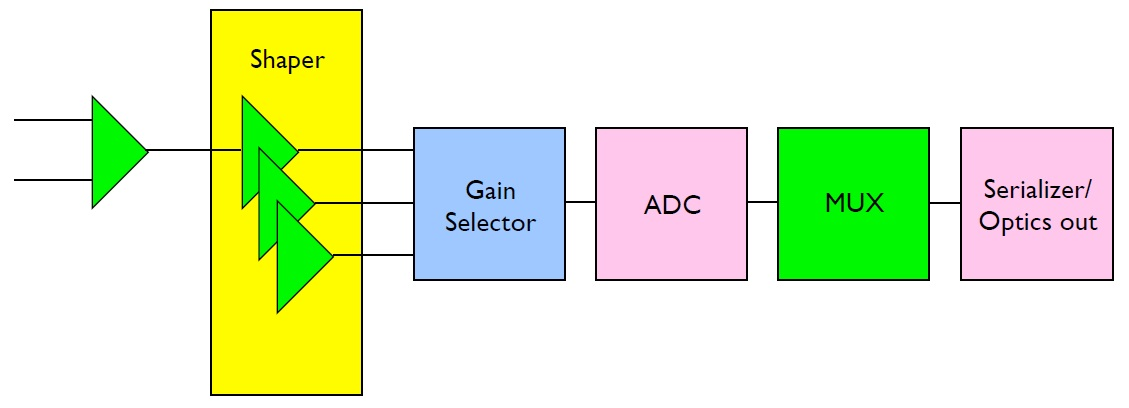 Shaper
Gain
Selector
ADC
MUX
Serializer/
Optics out